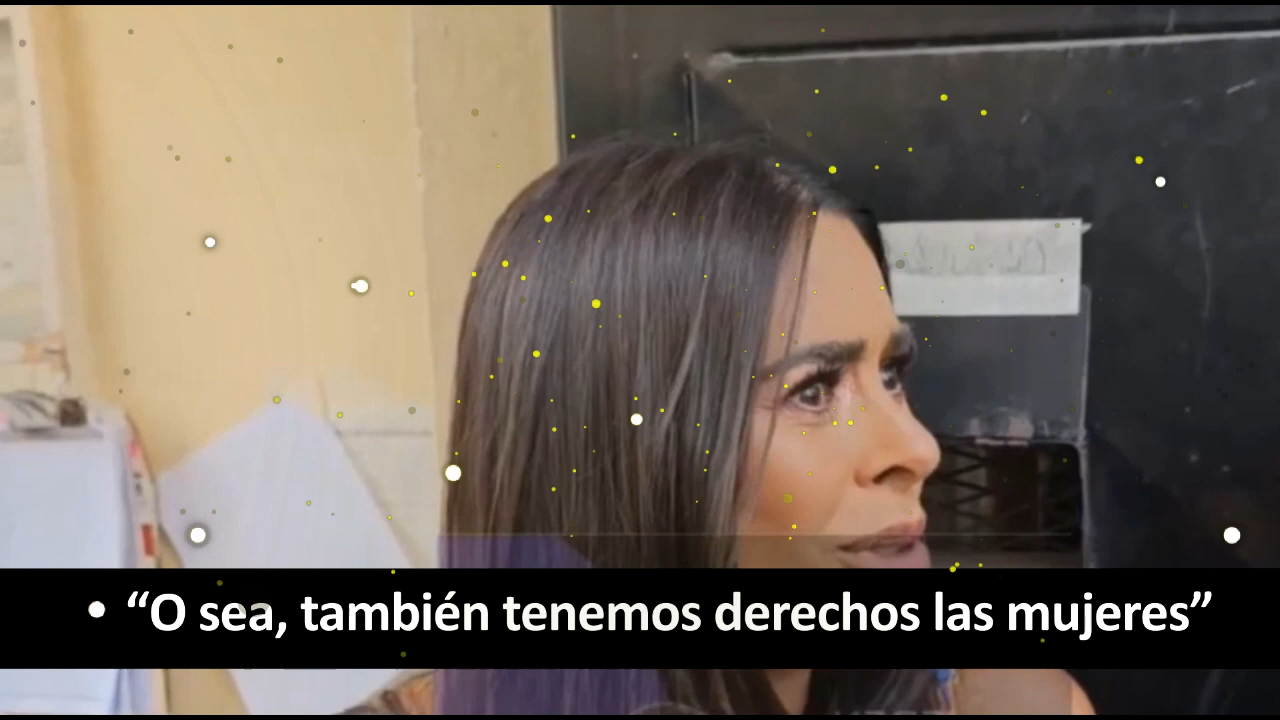 • “O sea, también tenemos derechos las mujeres”